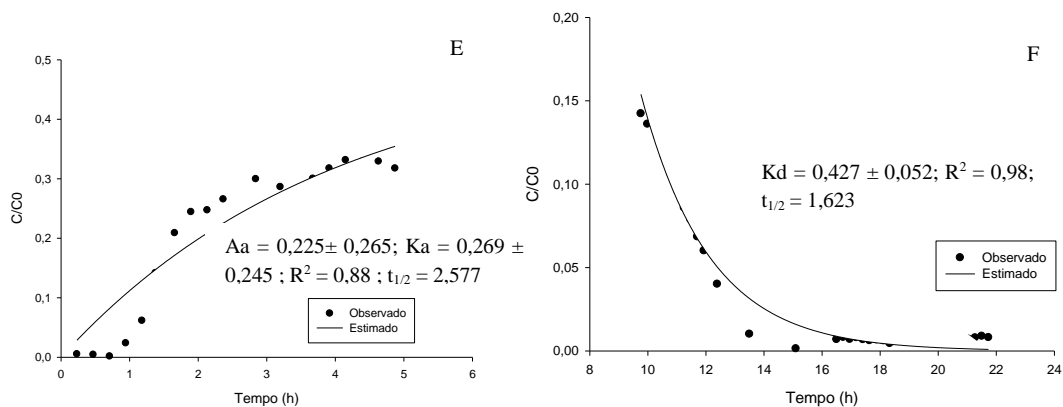 E
0,5
0,4
0,3
0,2
0,1
0,0
C/C0
0 1 2 3 4 5 6
Tempo (h)
Aa = 0,225± 0,265; Ka = 0,269 ±
0,245 ; R² = 0,88 ; t1/2 = 2,577
Observado
Estimado
F
0,20
0,15
0,10
0,05
0,00
C/C0
8 10 12 14 16 18 20 22 24
Tempo (h)
Kd = 0,427 ± 0,052; R² = 0,98;
t1/2 = 1,623
Observado
Estimado